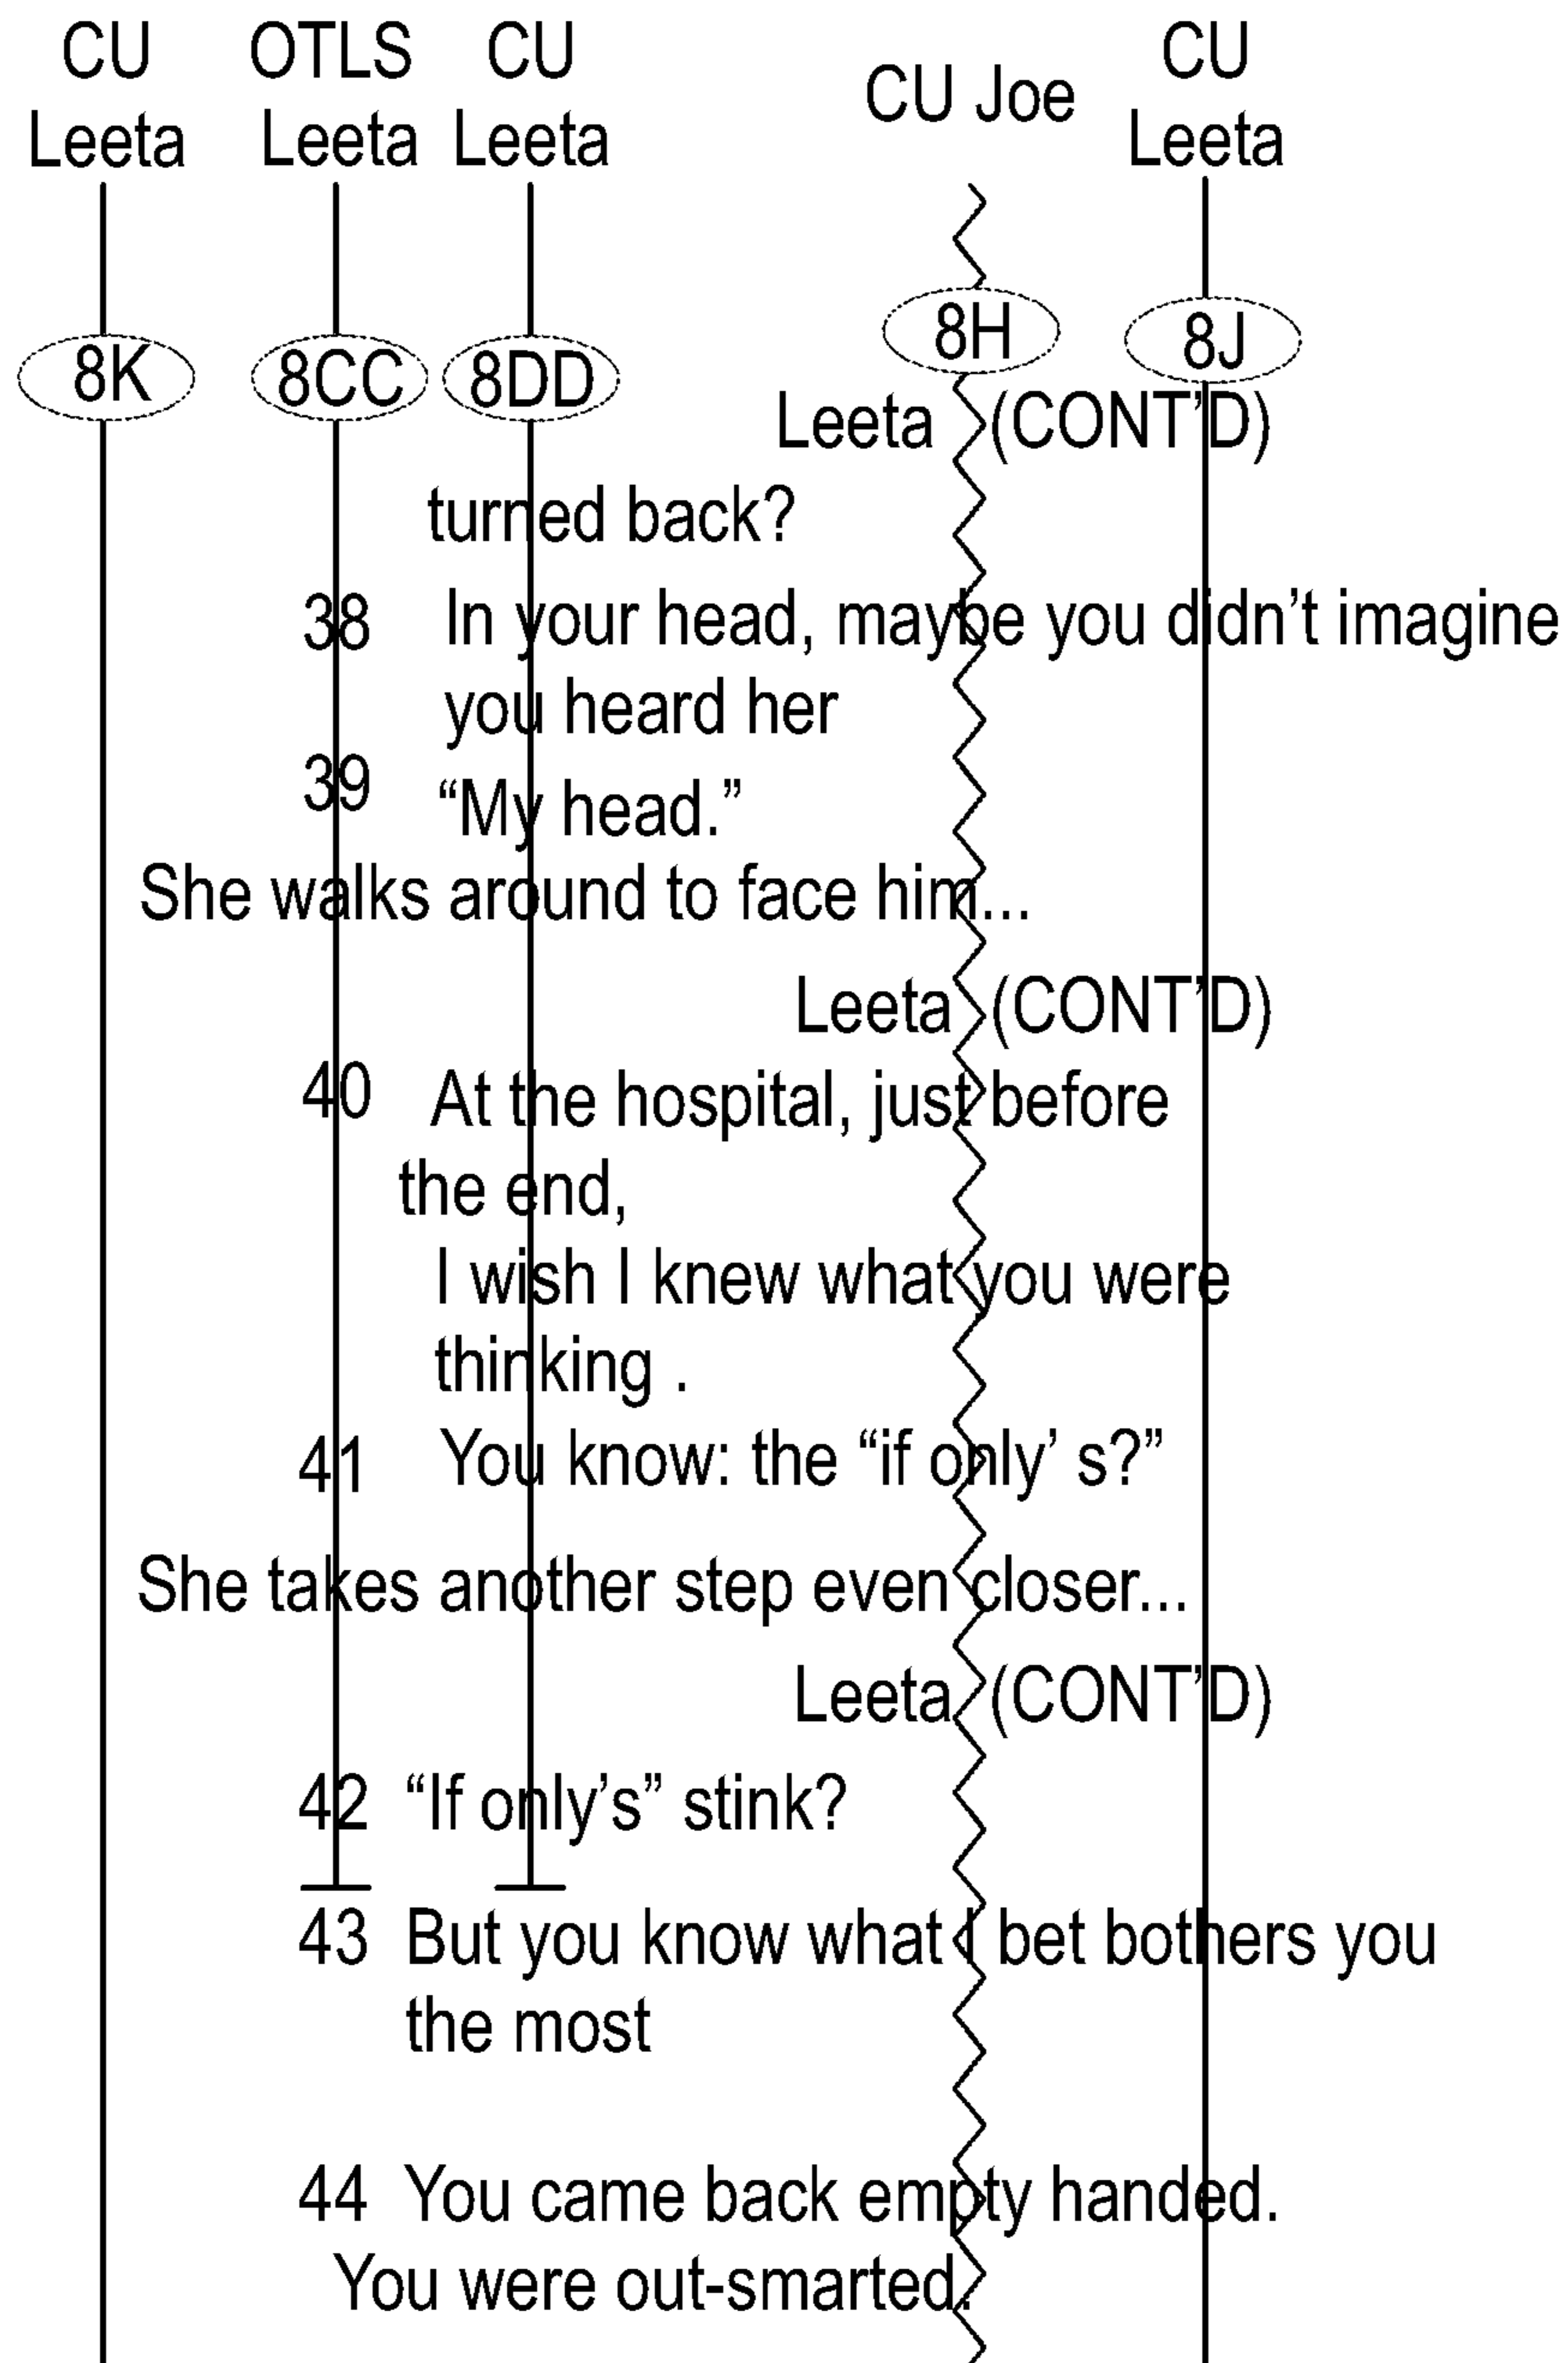 CU OTLS CU CU Joe CU
Leeta Leeta Leeta Leeta
8K 8CC 8DD 8H 8J
Leeta (CONT'D)
turned back?
38 In your head, maybe you didn't imagine
you heard her
39 “My head.”
She walks around to face him...
Leeta (CONT'D)
40 At the hospital, just before
the end,
I wish I knew what you were
thinking .
41 You know: the “if only' s?”
She takes another step even closer...
Leeta (CONT'D)
42 “If only's” stink?
43 But you know what I bet bothers you
the most
44 You came back empty handed.
You were out-smarted.